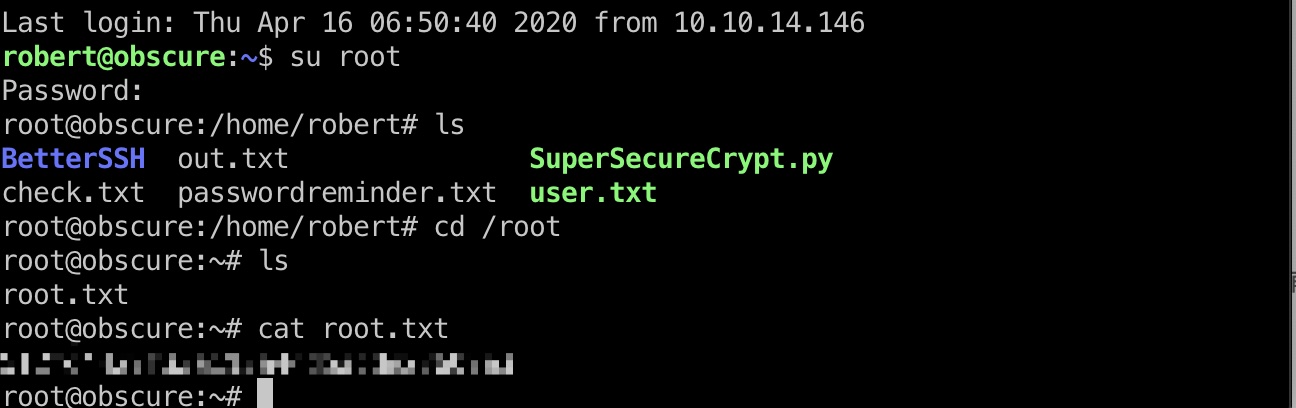 Last login: Thu Apr 16 06:50:40 2020 from 10.10.14.146
robert@obscure:~$ su root
Password:
root@obscure:/home/robert# ls
BetterSSH  out.txt               SuperSecureCrypt.py
check.txt  passwordreminder.txt  user.txt
root@obscure:/home/robert# cd /root
root@obscure:~# ls
root.txt
root@obscure:~# cat root.txt
root@obscure:~#